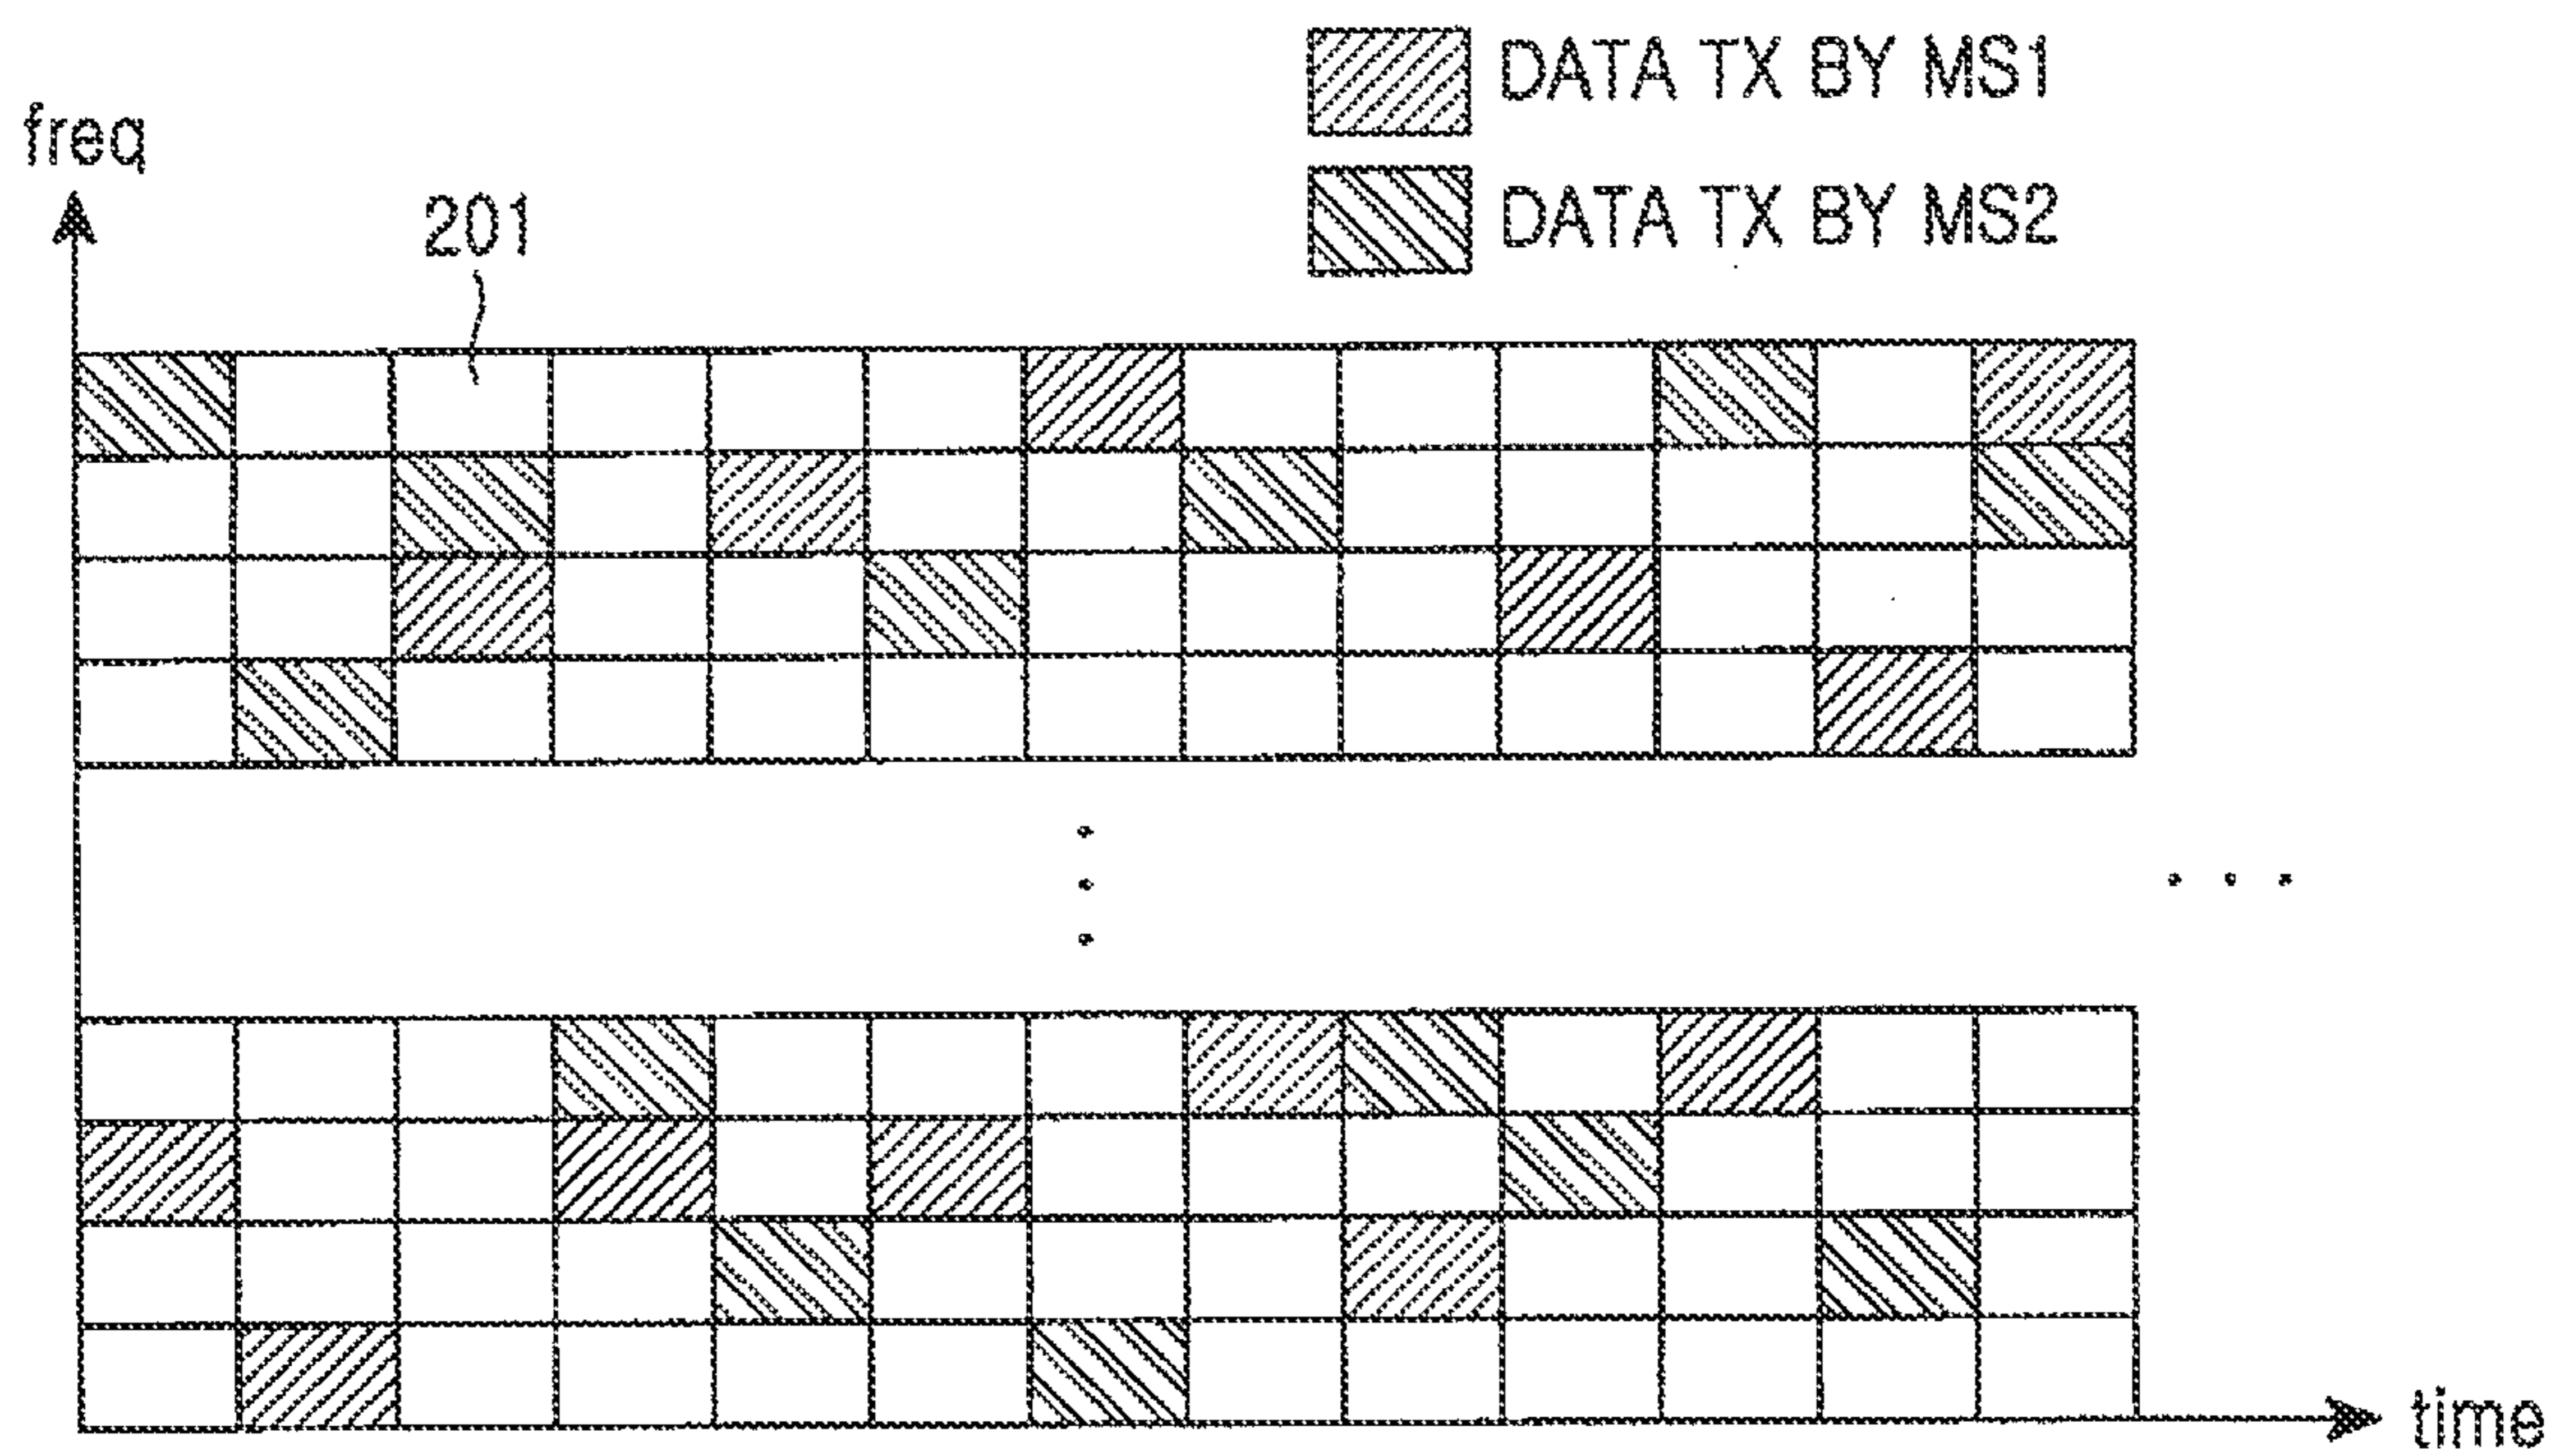 DATA TX BY MS1
DATA TX BY MS2
freq
201
time